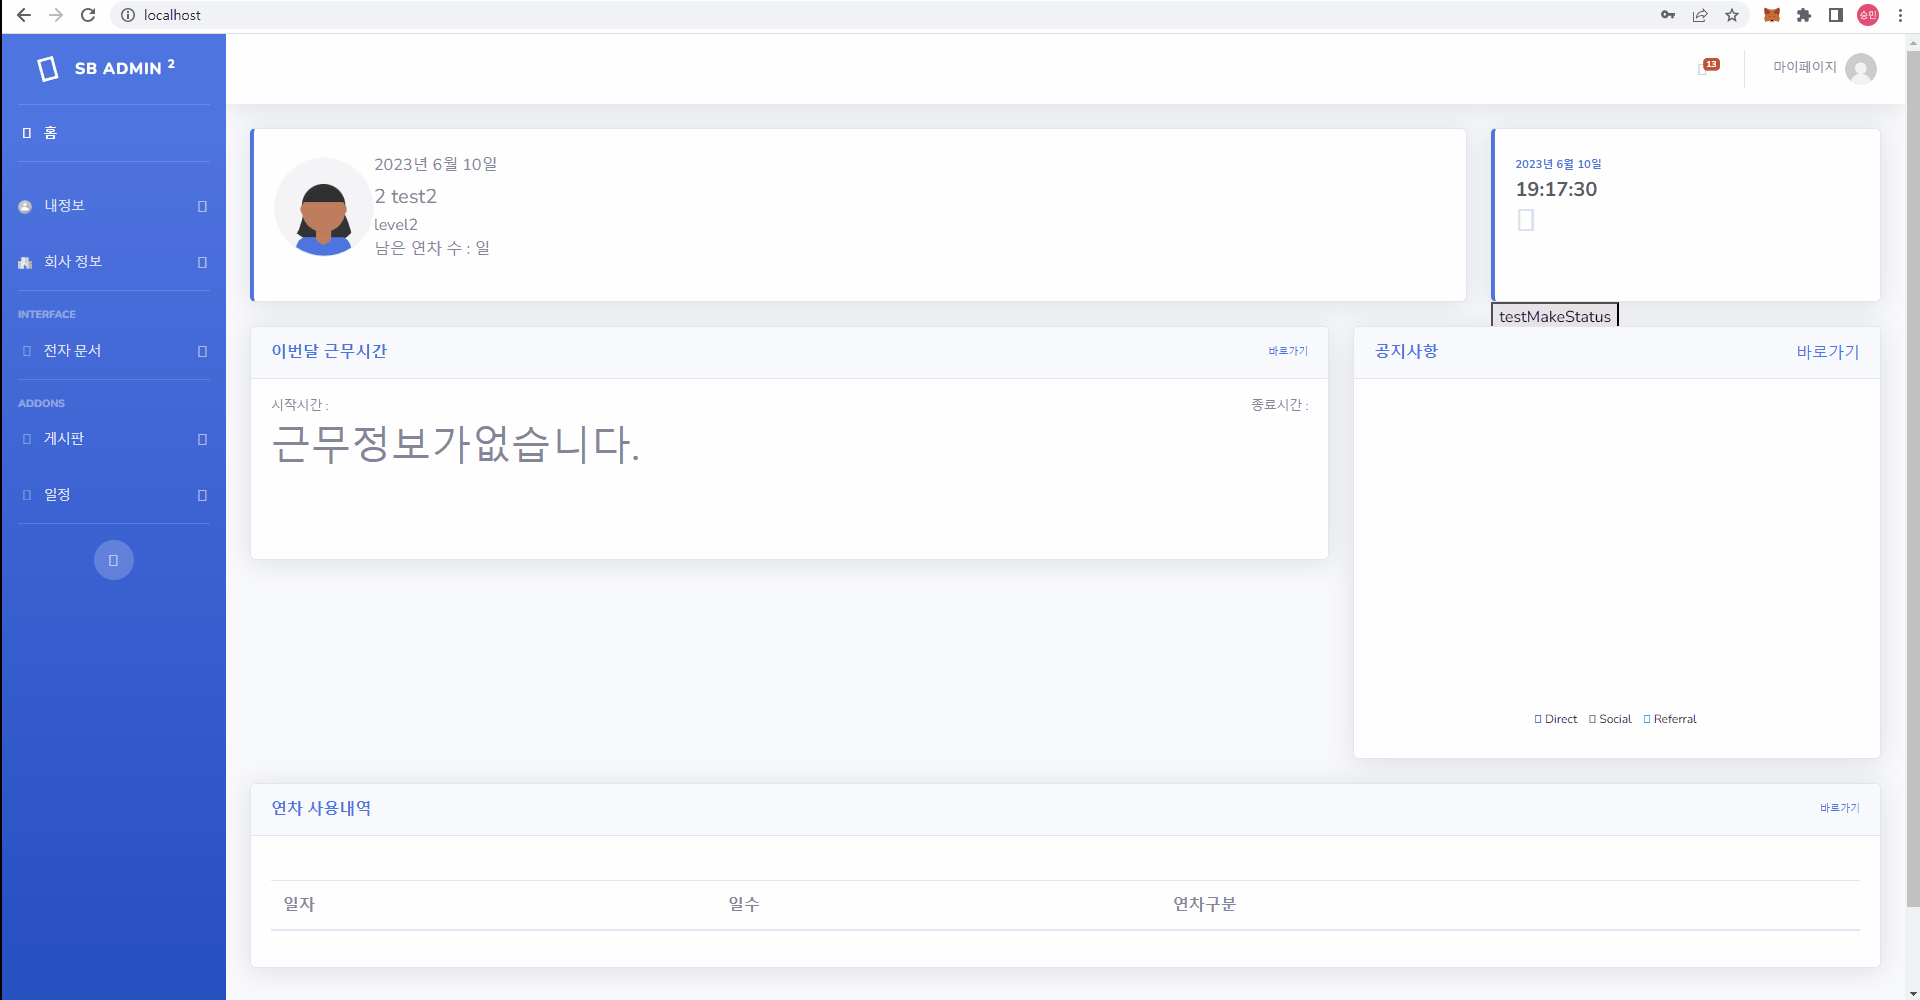 localhost
승민
SB ADMIN 2
13
마이페이지
홈
내정보
회사 정보
INTERFACE
전자 문서
ADDONS
게시판
일정
2023년 6월 10일
2 test2
level2
남은 연차 수 : 일
2023년 6월 10일
19:17:30
testMakeStatus
이번달 근무시간
바로가기
시작시간 :
종료시간 :
근무정보가없습니다.
공지사항
바로가기
Direct Social Referral
연차 사용내역
바로가기
일자 일수 연차구분